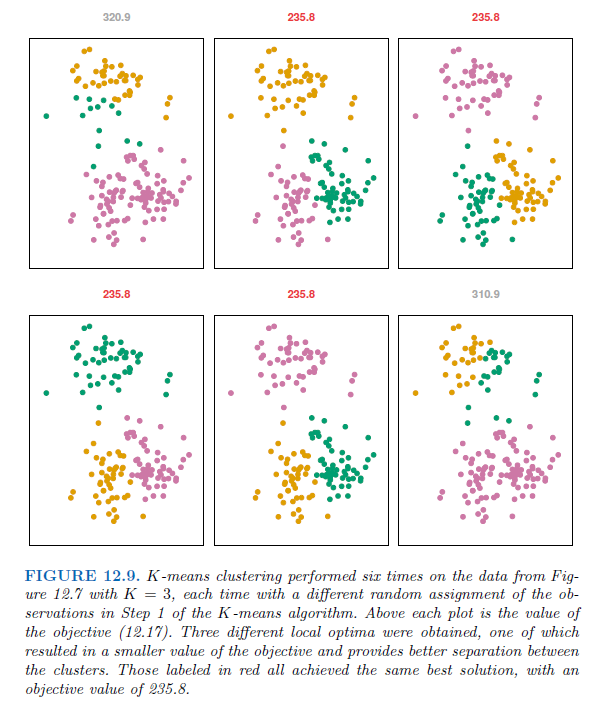 320.9
235.8
235.8
235.8
235.8
310.9
FIGURE 12.9. K-means clustering performed six times on the data from Fig-
ure 12.7 with K = 3, each time with a different random assignment of the ob-
servations in Step 1 of the K-means algorithm. Above each plot is the value of
the objective (12.17). Three different local optima were obtained, one of which
resulted in a smaller value of the objective and provides better separation between
the clusters. Those labeled in red all achieved the same best solution, with an
objective value of 235.8.